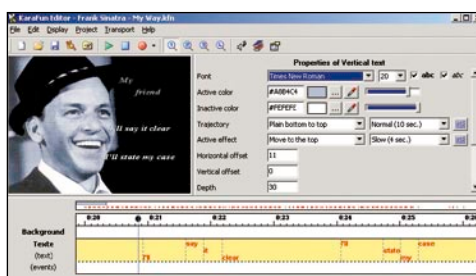 KaraFun Editor - Frank Sinatra - My Way.kfn
File Edit Display Project Transport Help
Properties of Vertical text
Font Times New Roman 20 abc abc
Active color #A0B4C4 ...
Inactive color #FEFEFE ...
Trajectory Plain bottom to top Normal (10 sec.)
Active effect Move to the top Slow (4 sec.)
Horizontal offset 11
Vertical offset 0
Depth 30
My
friend
I'll say it clear
I'll state my case
0:20 0:21 0:22 0:23 0:24 0:25
Background
Texte
(text)
(events)
I'll say it clear I'll state my case